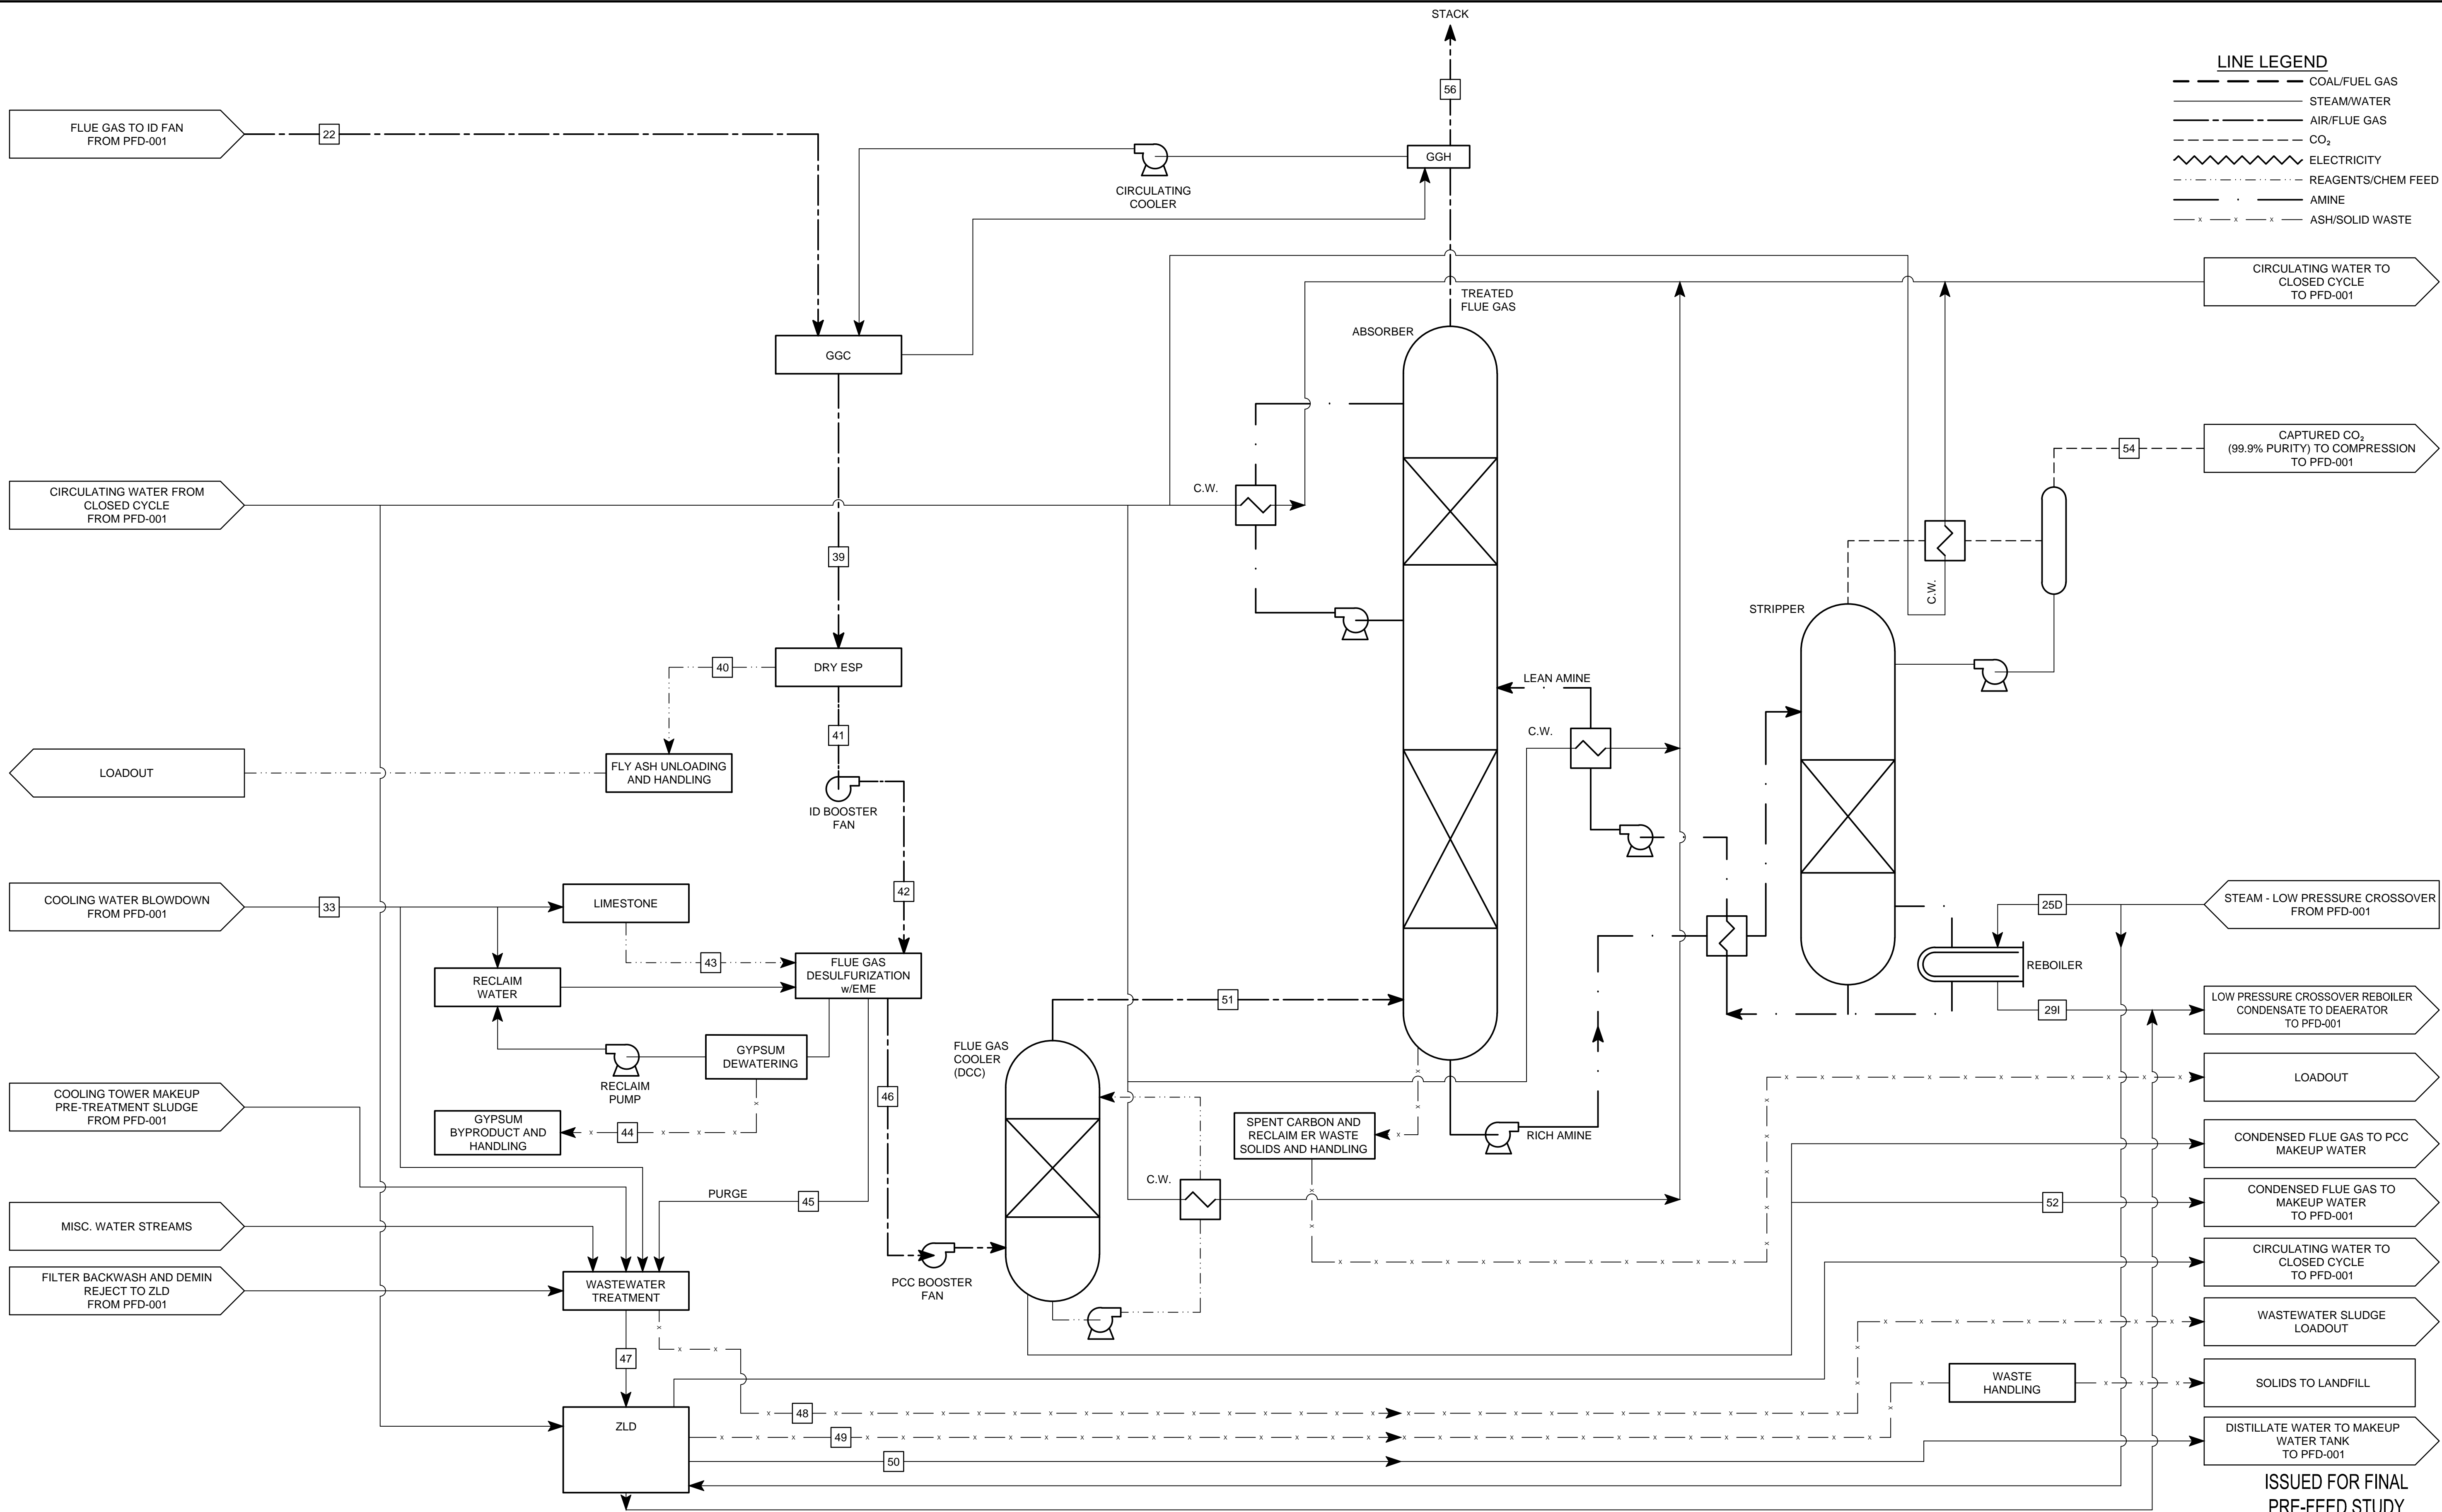 STACK
LINE LEGEND
COAL/FUEL GAS
STEAM/WATER
AIR/FLUE GAS
CO₂
ELECTRICITY
REAGENTS/CHEM FEED
AMINE
ASH/SOLID WASTE
56
FLUE GAS TO ID FAN
FROM PFD-001
22
GGH
CIRCULATING
COOLER
CIRCULATING WATER TO
CLOSED CYCLE
TO PFD-001
TREATED
FLUE GAS
ABSORBER
GGC
CAPTURED CO₂
(99.9% PURITY) TO COMPRESSION
TO PFD-001
54
C.W.
CIRCULATING WATER FROM
CLOSED CYCLE
FROM PFD-001
39
C.W.
STRIPPER
DRY ESP
40
LEAN AMINE
41
C.W.
LOADOUT
FLY ASH UNLOADING
AND HANDLING
ID BOOSTER
FAN
42
COOLING WATER BLOWDOWN
FROM PFD-001
33
LIMESTONE
25D
STEAM - LOW PRESSURE CROSSOVER
FROM PFD-001
43
FLUE GAS
DESULFURIZATION
w/EME
RECLAIM
WATER
REBOILER
51
29I
LOW PRESSURE CROSSOVER REBOILER
CONDENSATE TO DEAERATOR
TO PFD-001
GYPSUM
DEWATERING
FLUE GAS
COOLER
(DCC)
RECLAIM
PUMP
LOADOUT
46
COOLING TOWER MAKEUP
PRE-TREATMENT SLUDGE
FROM PFD-001
GYPSUM
BYPRODUCT AND
HANDLING
44
SPENT CARBON AND
RECLAIM ER WASTE
SOLIDS AND HANDLING
RICH AMINE
CONDENSED FLUE GAS TO PCC
MAKEUP WATER
C.W.
PURGE
45
52
CONDENSED FLUE GAS TO
MAKEUP WATER
TO PFD-001
MISC. WATER STREAMS
CIRCULATING WATER TO
CLOSED CYCLE
TO PFD-001
FILTER BACKWASH AND DEMIN
REJECT TO ZLD
FROM PFD-001
WASTEWATER
TREATMENT
PCC BOOSTER
FAN
WASTEWATER SLUDGE
LOADOUT
47
WASTE
HANDLING
SOLIDS TO LANDFILL
48
ZLD
49
DISTILLATE WATER TO MAKEUP
WATER TANK
TO PFD-001
50
ISSUED FOR FINAL
PRE-FEED STUDY